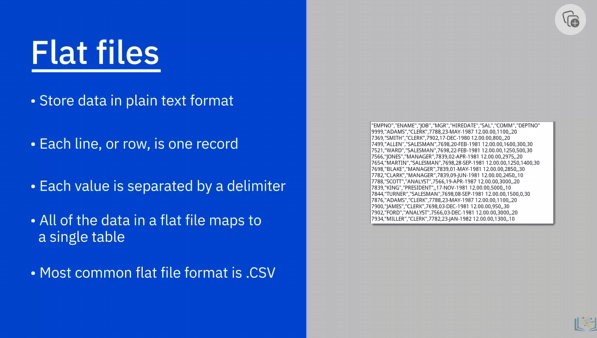 Flat files
• Store data in plain text format
• Each line, or row, is one record
• Each value is separated by a delimiter
• All of the data in a flat file maps to
a single table
• Most common flat file format is .CSV
"EMPNO","ENAME","JOB","MGR","HIREDATE","SAL","COMM","DEPTNO"
9999,"ADAMS","CLERK",7788,23-MAY-1987 12.00.00,1100,,20
7369,"SMITH","CLERK",7902,17-DEC-1980 12.00.00,800,,20
7499,"ALLEN","SALESMAN",7698,20-FEB-1981 12.00.00,1600,300,30
7521,"WARD","SALESMAN",7698,22-FEB-1981 12.00.00,1250,500,30
7566,"JONES","MANAGER",7839,02-APR-1981 12.00.00,2975,,20
7654,"MARTIN","SALESMAN",7698,28-SEP-1981 12.00.00,1250,1400,30
7698,"BLAKE","MANAGER",7839,01-MAY-1981 12.00.00,2850,,30
7782,"CLARK","MANAGER",7839,09-JUN-1981 12.00.00,2450,,10
7788,"SCOTT","ANALYST",7566,19-APR-1987 12.00.00,3000,,20
7839,"KING","PRESIDENT",,17-NOV-1981 12.00.00,5000,,10
7844,"TURNER","SALESMAN",7698,08-SEP-1981 12.00.00,1500,0,30
7876,"ADAMS","CLERK",7788,23-MAY-1987 12.00.00,1100,,20
7900,"JAMES","CLERK",7698,03-DEC-1981 12.00.00,950,,30
7902,"FORD","ANALYST",7566,03-DEC-1981 12.00.00,3000,,20
7934,"MILLER","CLERK",7782,23-JAN-1982 12.00.00,1300,,10